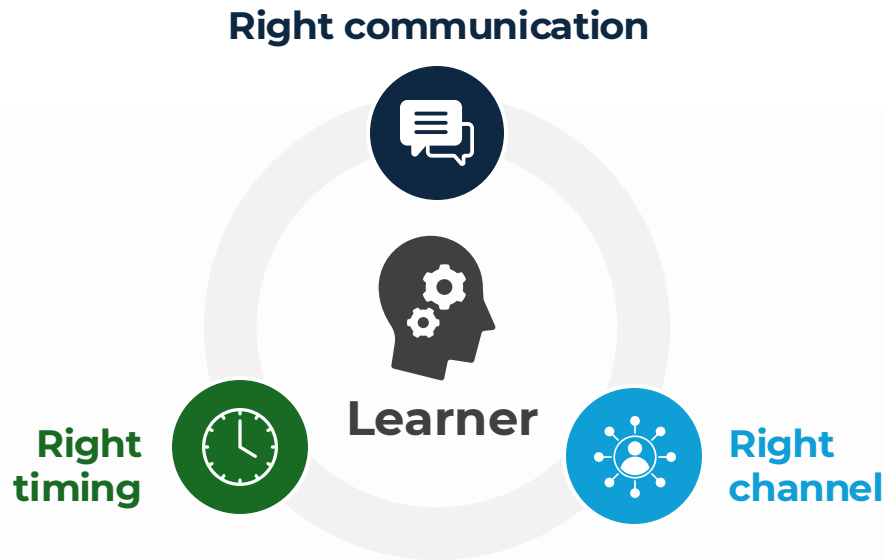 Right communication
Learner
Right
timing
Right
channel